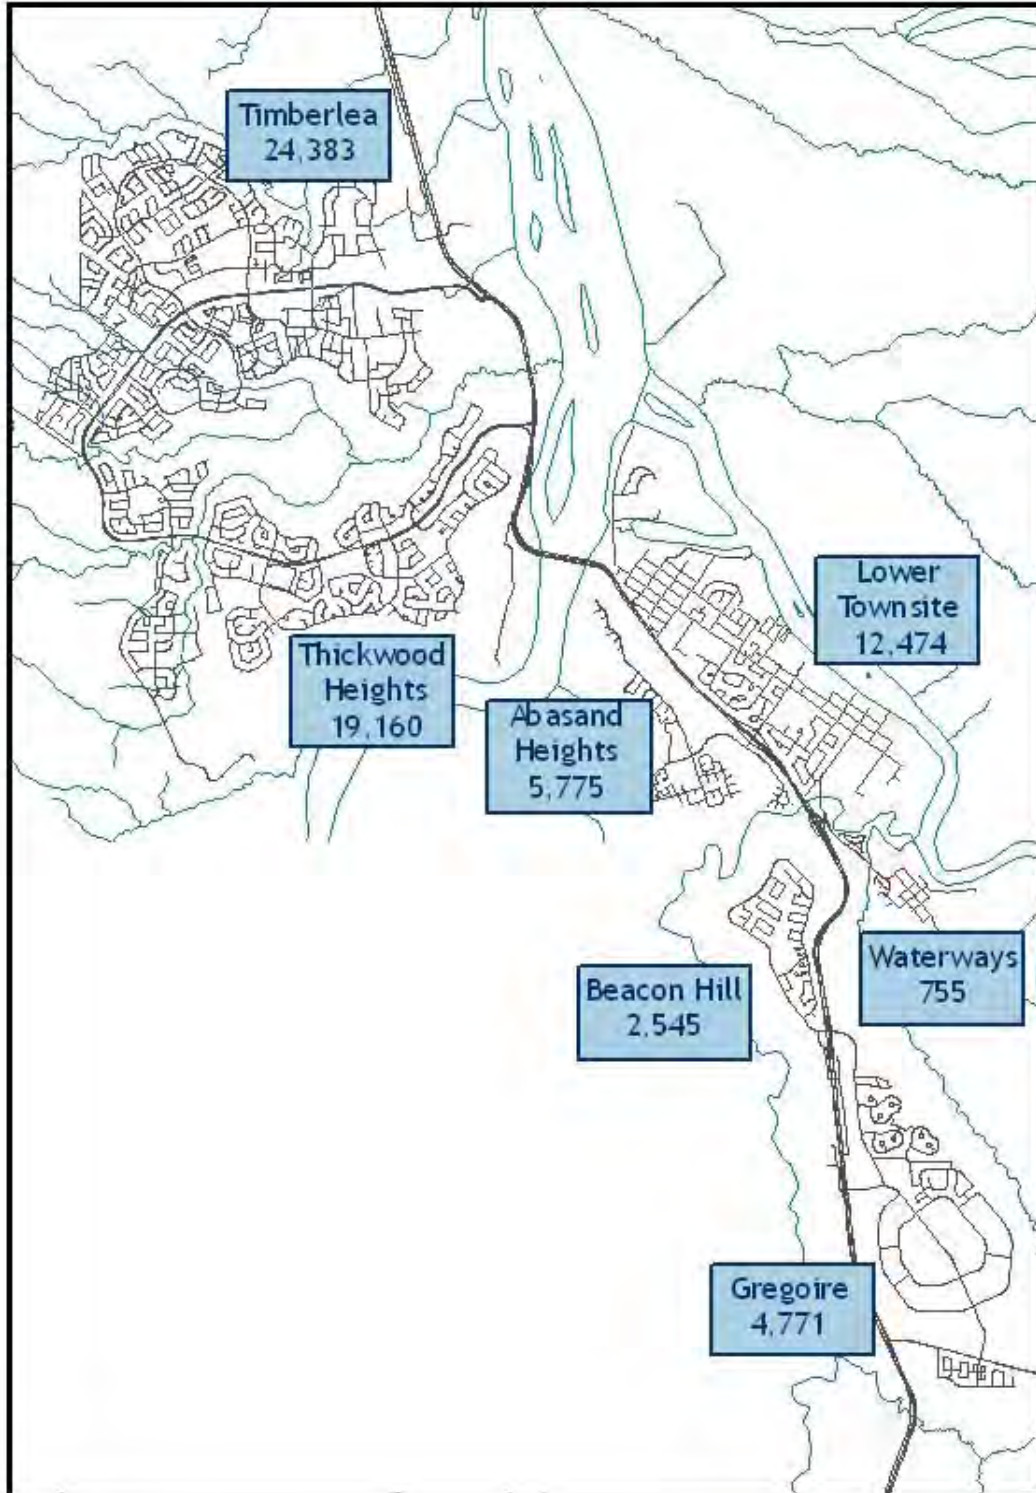 Timberlea
24,383
Lower
Townsite
12,474
Thickwood
Heights
19,160
Abasand
Heights
5,775
Waterways
755
Beacon Hill
2,545
Gregoire
4,771